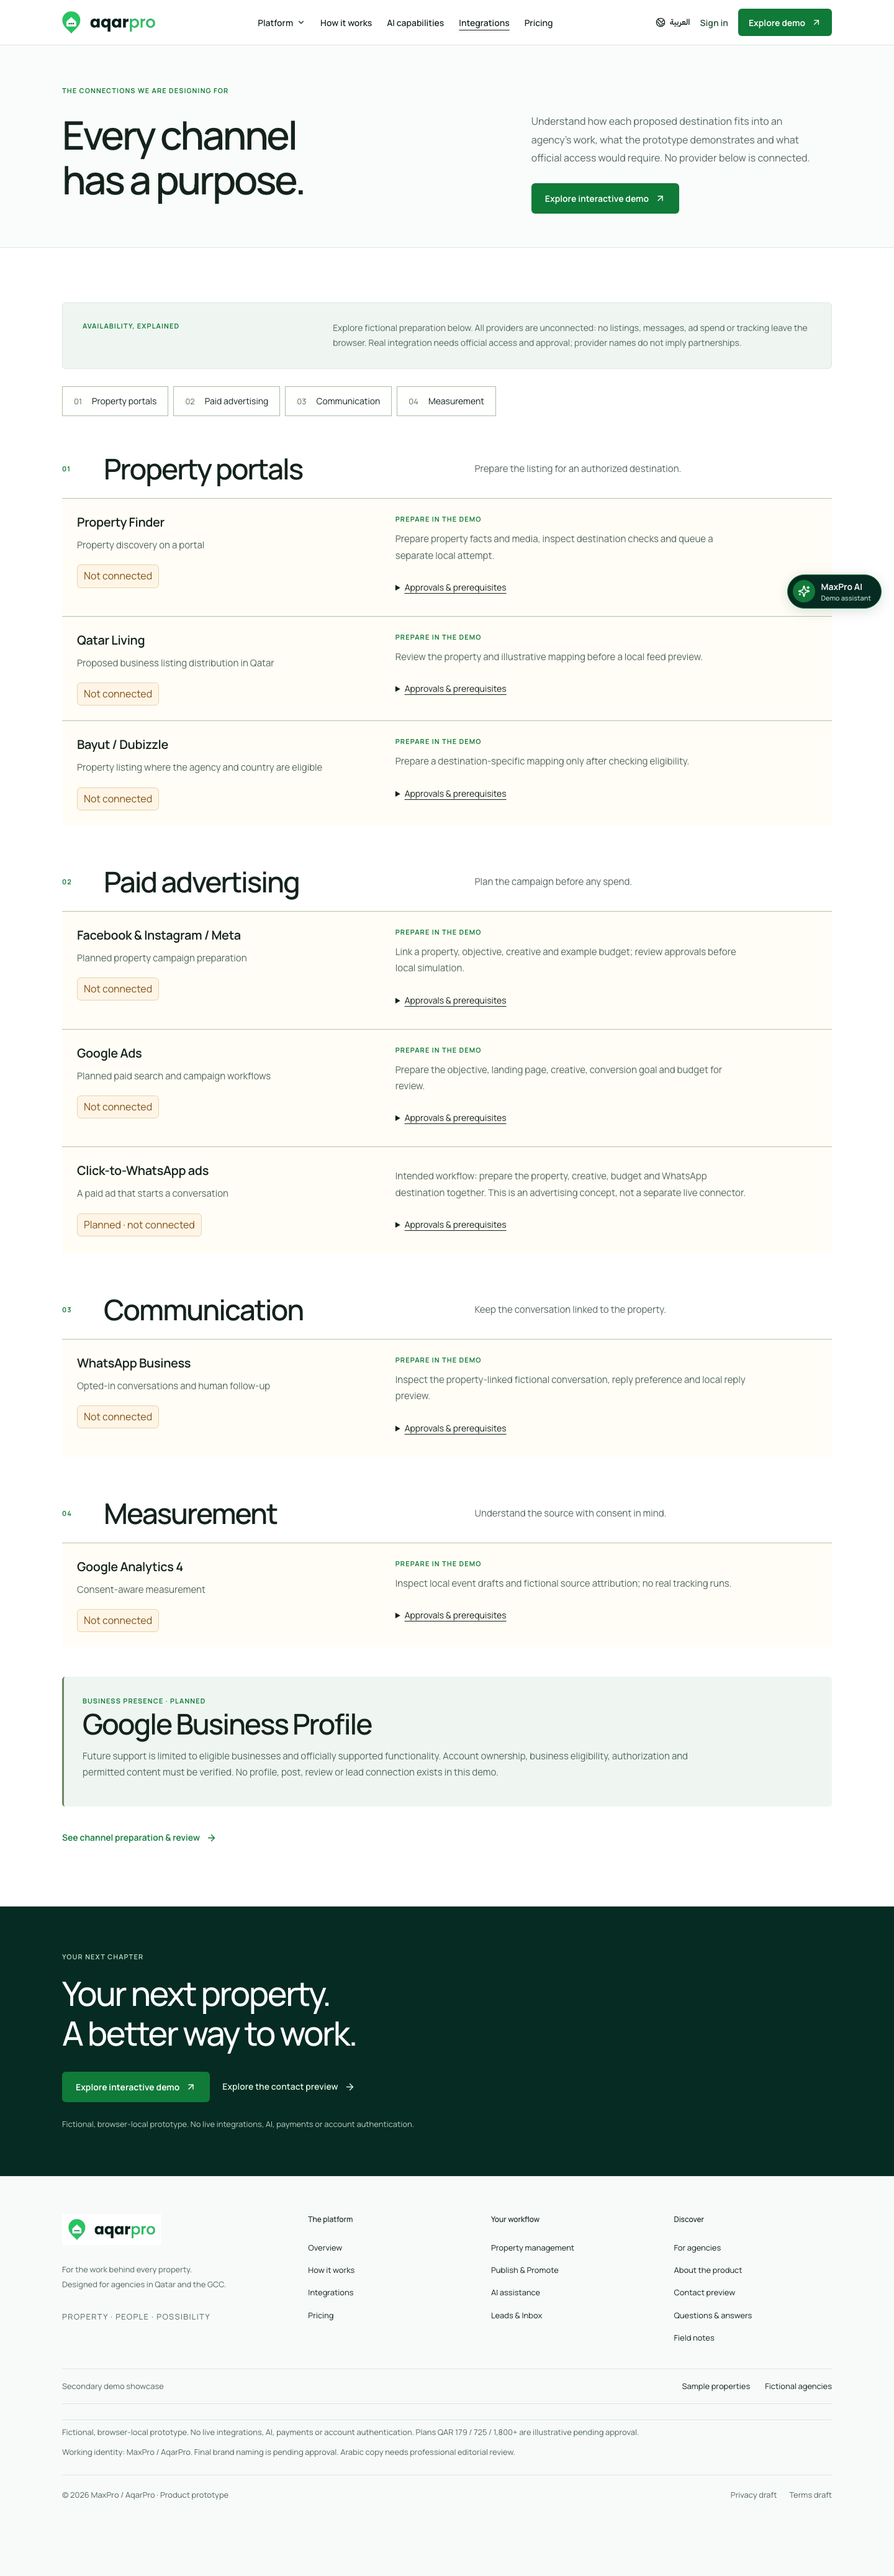 aqarpro
Platform
How it works
AI capabilities
Integrations
Pricing
العربية
Sign in
Explore demo
THE CONNECTIONS WE ARE DESIGNING FOR
Every channel
has a purpose.
Understand how each proposed destination fits into an
agency's work, what the prototype demonstrates and what
official access would require. No provider below is connected.
Explore interactive demo
AVAILABILITY, EXPLAINED
Explore fictional preparation below. All providers are unconnected: no listings, messages, ad spend or tracking leave the
browser. Real integration needs official access and approval; provider names do not imply partnerships.
01 Property portals
02 Paid advertising
03 Communication
04 Measurement
01
Property portals
Prepare the listing for an authorized destination.
Property Finder
Property discovery on a portal
Not connected
PREPARE IN THE DEMO
Prepare property facts and media, inspect destination checks and queue a
separate local attempt.
Approvals & prerequisites
MaxPro AI
Demo assistant
Qatar Living
Proposed business listing distribution in Qatar
Not connected
PREPARE IN THE DEMO
Review the property and illustrative mapping before a local feed preview.
Approvals & prerequisites
Bayut / Dubizzle
Property listing where the agency and country are eligible
Not connected
PREPARE IN THE DEMO
Prepare a destination-specific mapping only after checking eligibility.
Approvals & prerequisites
02
Paid advertising
Plan the campaign before any spend.
Facebook & Instagram / Meta
Planned property campaign preparation
Not connected
PREPARE IN THE DEMO
Link a property, objective, creative and example budget; review approvals before
local simulation.
Approvals & prerequisites
Google Ads
Planned paid search and campaign workflows
Not connected
PREPARE IN THE DEMO
Prepare the objective, landing page, creative, conversion goal and budget for
review.
Approvals & prerequisites
Click-to-WhatsApp ads
A paid ad that starts a conversation
Planned · not connected
Intended workflow: prepare the property, creative, budget and WhatsApp
destination together. This is an advertising concept, not a separate live connector.
Approvals & prerequisites
03
Communication
Keep the conversation linked to the property.
WhatsApp Business
Opted-in conversations and human follow-up
Not connected
PREPARE IN THE DEMO
Inspect the property-linked fictional conversation, reply preference and local reply
preview.
Approvals & prerequisites
04
Measurement
Understand the source with consent in mind.
Google Analytics 4
Consent-aware measurement
Not connected
PREPARE IN THE DEMO
Inspect local event drafts and fictional source attribution; no real tracking runs.
Approvals & prerequisites
BUSINESS PRESENCE · PLANNED
Google Business Profile
Future support is limited to eligible businesses and officially supported functionality. Account ownership, business eligibility, authorization and
permitted content must be verified. No profile, post, review or lead connection exists in this demo.
See channel preparation & review
YOUR NEXT CHAPTER
Your next property.
A better way to work.
Explore interactive demo
Explore the contact preview
Fictional, browser-local prototype. No live integrations, AI, payments or account authentication.
aqarpro
For the work behind every property.
Designed for agencies in Qatar and the GCC.
PROPERTY · PEOPLE · POSSIBILITY
The platform
Overview
How it works
Integrations
Pricing
Your workflow
Property management
Publish & Promote
AI assistance
Leads & Inbox
Discover
For agencies
About the product
Contact preview
Questions & answers
Field notes
Secondary demo showcase
Sample properties
Fictional agencies
Fictional, browser-local prototype. No live integrations, AI, payments or account authentication. Plans QAR 179 / 725 / 1,800+ are illustrative pending approval.
Working identity: MaxPro / AqarPro. Final brand naming is pending approval. Arabic copy needs professional editorial review.
© 2026 MaxPro / AqarPro · Product prototype
Privacy draft
Terms draft